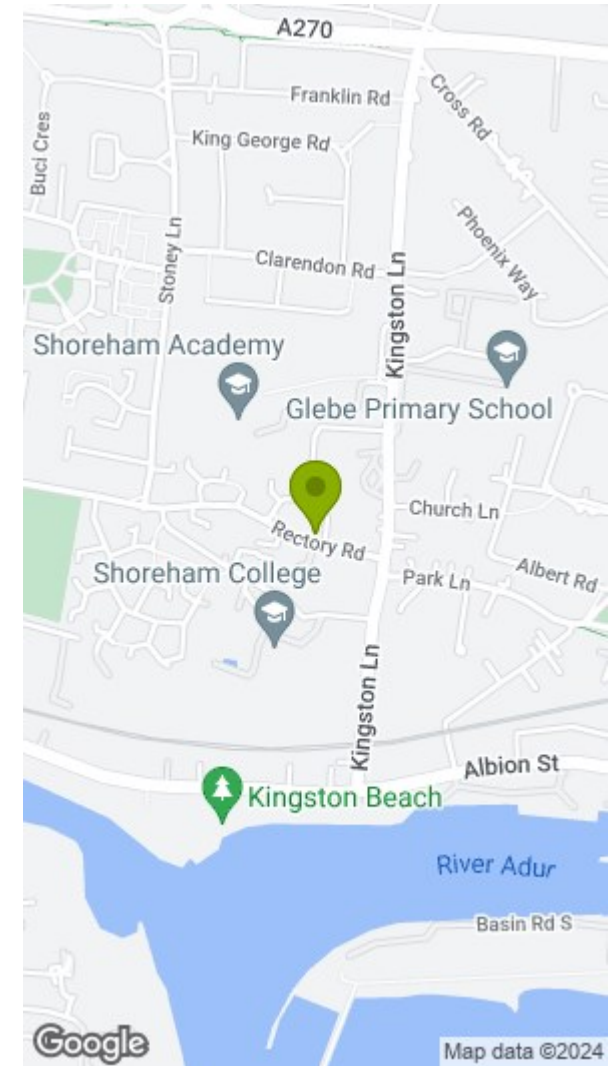 A270
Franklin Rd
Cross Rd
King George Rd
Buci Cres
Phoenix Way
Stoney Ln
Clarendon Rd
Kingston Ln
Shoreham Academy
Glebe Primary School
Church Ln
Rectory Rd
Shoreham College
Park Ln
Albert Rd
Kingston Ln
Albion St
Kingston Beach
River Adur
Basin Rd S
Google
Map data ©2024